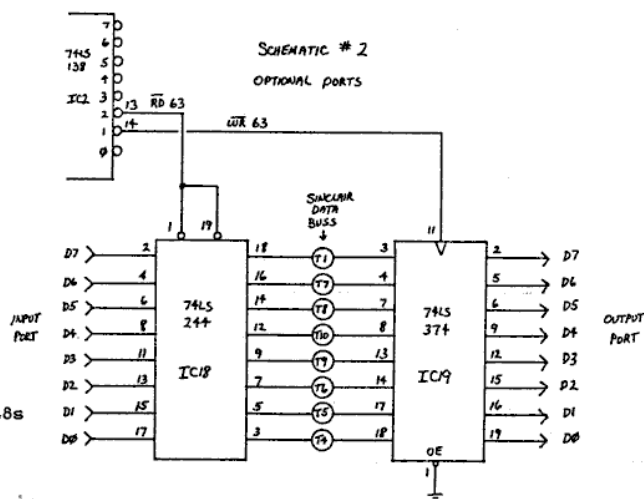 SCHEMATIC # 2
OPTIONAL PORTS
74LS
138
IC2
7
6
5
4
3
2
1
0
13 RD 63
14 WR 63
SINCLAIR
DATA
BUSS
1 19
11
D7 2 18 T1 3 2 D7
D6 4 16 T7 4 5 D6
D5 6 14 T8 7 6 D5
D4 8 12 T10 8 9 D4
D3 11 9 T9 13 12 D3
D2 13 7 T6 14 15 D2
D1 15 5 T5 17 16 D1
D0 17 3 T4 18 19 D0
INPUT
PORT
74LS
244
IC18
74LS
374
IC19
OUTPUT
PORT
8s
OE
1